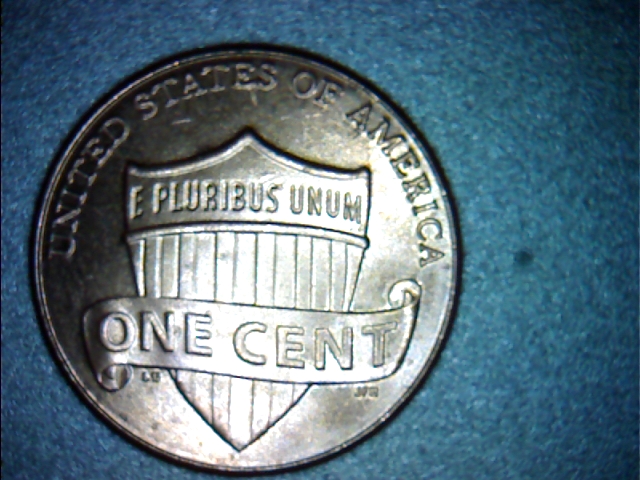 UNITED STATES OF AMERICA
E PLURIBUS UNUM
ONE CENT